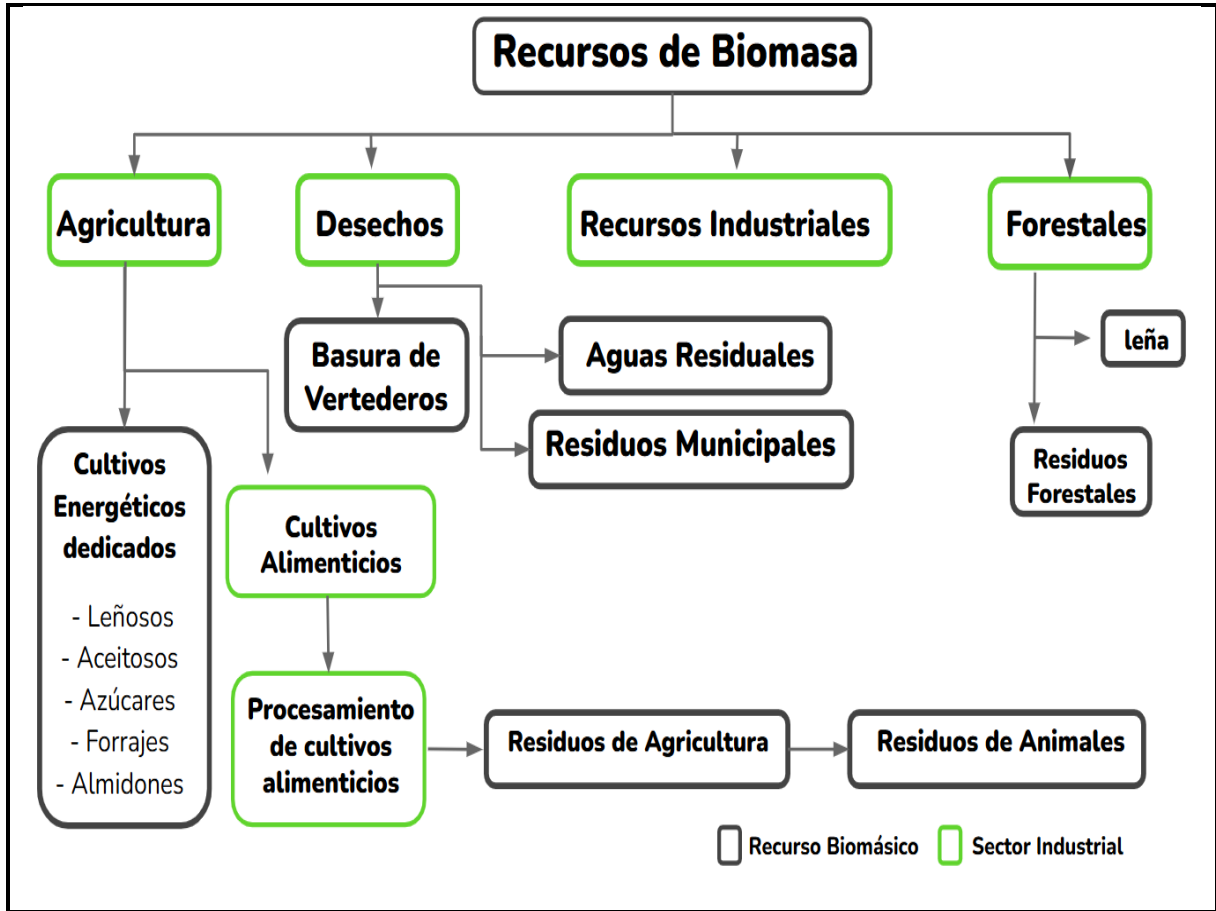 Recursos de Biomasa
Agricultura
Desechos
Recursos Industriales
Forestales
Basura de
Vertederos
Aguas Residuales
Residuos Municipales
leña
Residuos
Forestales
Cultivos
Energéticos
dedicados
- Leñosos
- Aceitosos
- Azúcares
- Forrajes
- Almidones
Cultivos
Alimenticios
Procesamiento
de cultivos
alimenticios
Residuos de Agricultura
Residuos de Animales
Recurso Biomásico
Sector Industrial